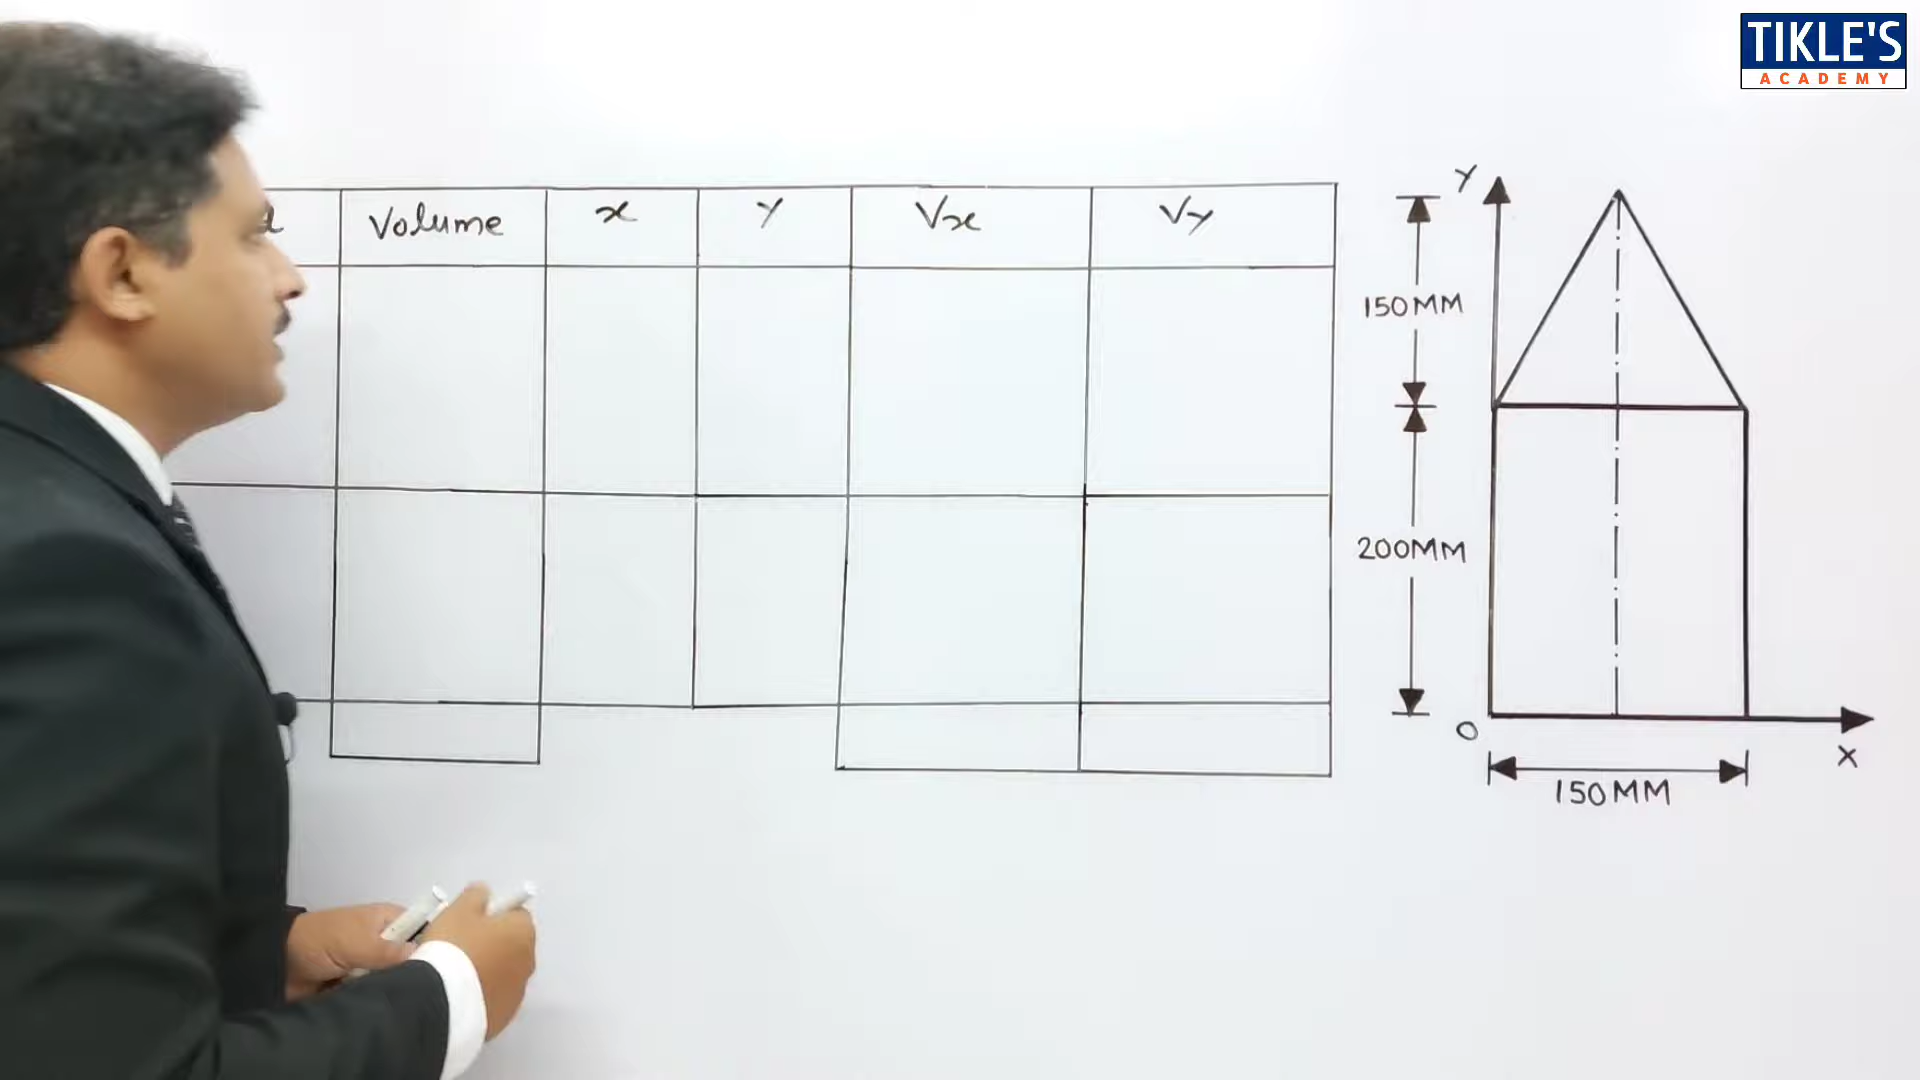 TIKLE'S
ACADEMY
Volume x y Vx Vy
Y
150MM
200MM
O
X
150MM